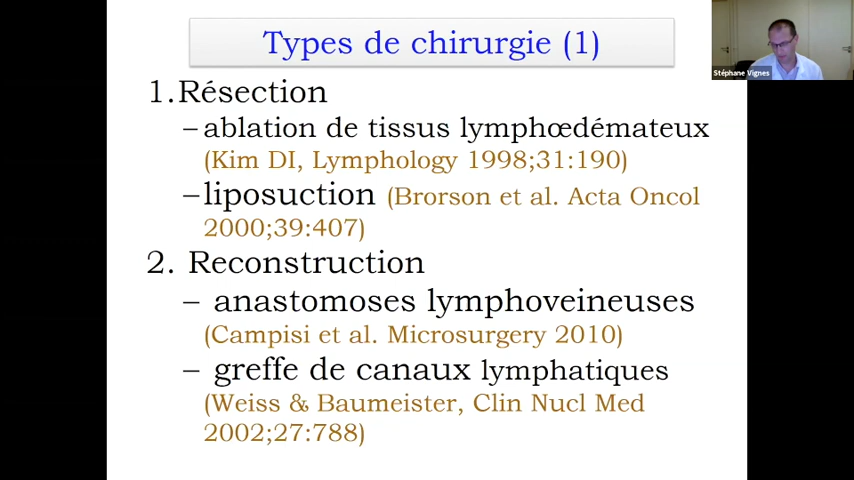 Types de chirurgie (1)
Stéphane Vignes
1.Résection
– ablation de tissus lymphœdémateux
(Kim DI, Lymphology 1998;31:190)
–liposuction (Brorson et al. Acta Oncol
2000;39:407)
2. Reconstruction
– anastomoses lymphoveineuses
(Campisi et al. Microsurgery 2010)
– greffe de canaux lymphatiques
(Weiss & Baumeister, Clin Nucl Med
2002;27:788)